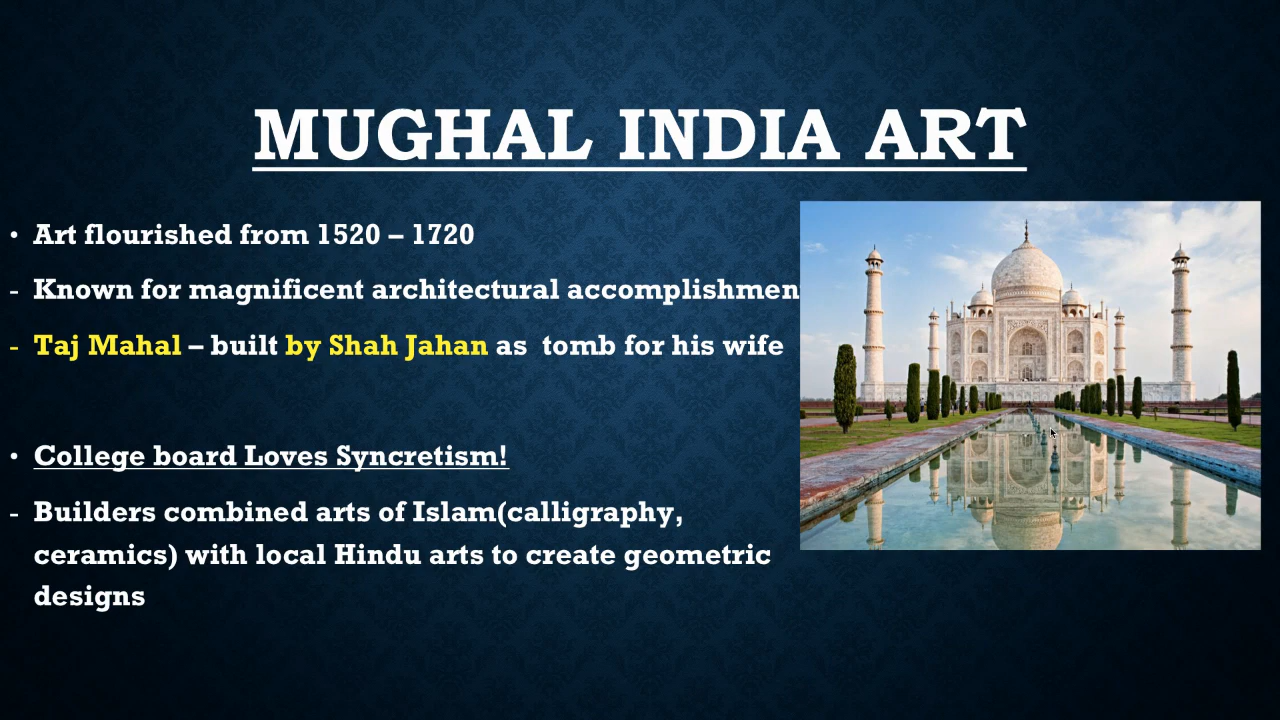 MUGHAL INDIA ART
• Art flourished from 1520 – 1720
- Known for magnificent architectural accomplishmen
- Taj Mahal – built by Shah Jahan as tomb for his wife
• College board Loves Syncretism!
- Builders combined arts of Islam(calligraphy,
ceramics) with local Hindu arts to create geometric
designs